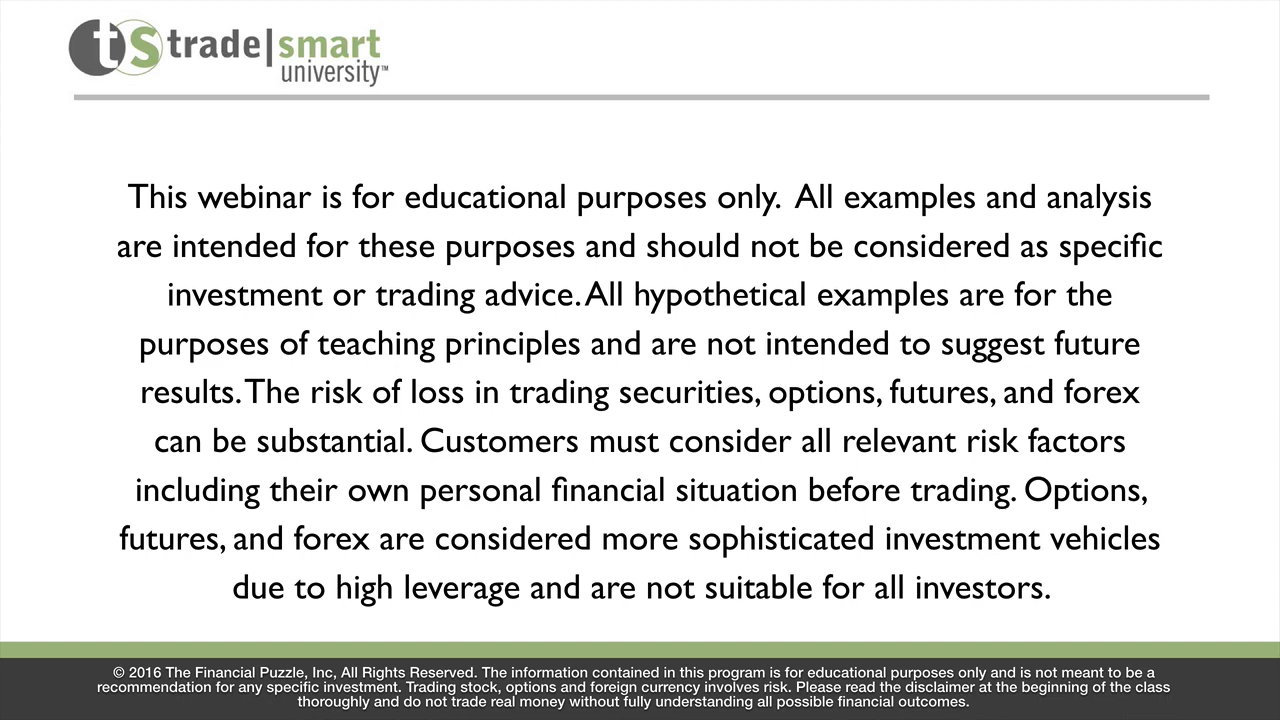 ts trade|smart
university™
This webinar is for educational purposes only.  All examples and analysis
are intended for these purposes and should not be considered as specific
investment or trading advice. All hypothetical examples are for the
purposes of teaching principles and are not intended to suggest future
results. The risk of loss in trading securities, options, futures, and forex
can be substantial. Customers must consider all relevant risk factors
including their own personal financial situation before trading. Options,
futures, and forex are considered more sophisticated investment vehicles
due to high leverage and are not suitable for all investors.
© 2016 The Financial Puzzle, Inc, All Rights Reserved. The information contained in this program is for educational purposes only and is not meant to be a
recommendation for any specific investment. Trading stock, options and foreign currency involves risk. Please read the disclaimer at the beginning of the class
thoroughly and do not trade real money without fully understanding all possible financial outcomes.